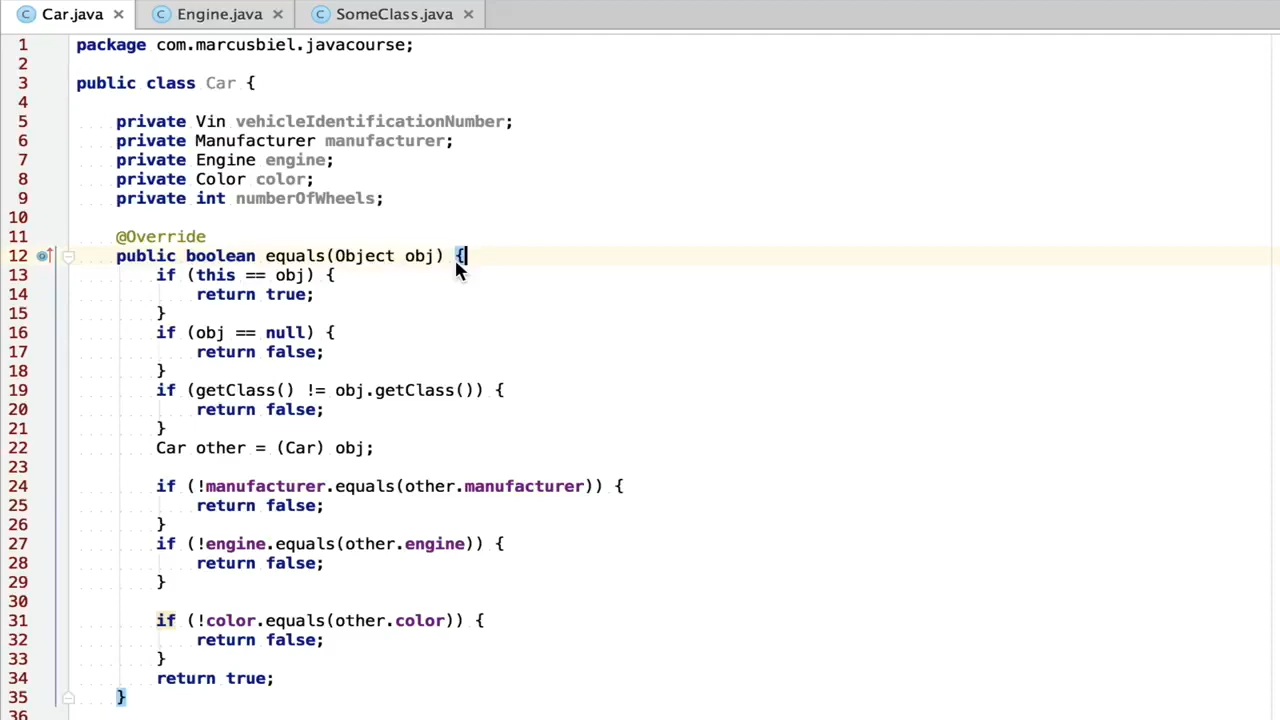 Car.java
Engine.java
SomeClass.java
1 package com.marcusbiel.javacourse;
2
3 public class Car {
4
5 private Vin vehicleIdentificationNumber;
6 private Manufacturer manufacturer;
7 private Engine engine;
8 private Color color;
9 private int numberOfWheels;
10
11 @Override
12 public boolean equals(Object obj) {
13 if (this == obj) {
14 return true;
15 }
16 if (obj == null) {
17 return false;
18 }
19 if (getClass() != obj.getClass()) {
20 return false;
21 }
22 Car other = (Car) obj;
23
24 if (!manufacturer.equals(other.manufacturer)) {
25 return false;
26 }
27 if (!engine.equals(other.engine)) {
28 return false;
29 }
30
31 if (!color.equals(other.color)) {
32 return false;
33 }
34 return true;
35 }
36